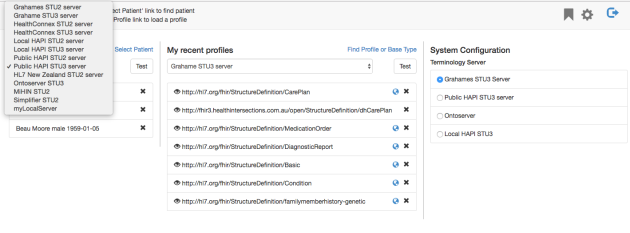 Grahames STU2 server
Grahame STU3 server
HealthConnex STU2 server
HealthConnex STU3 server
Local HAPI STU2 server
Local HAPI STU3 server
Public HAPI STU2 server
✓ Public HAPI STU3 server
HL7 New Zealand STU2 server
Ontoserver STU3
MiHIN STU2
Simplifier STU2
myLocalServer
ect Patient' link to find patient
Profile link to load a profile
Select Patient
Test
Beau Moore male 1959-01-05
My recent profiles
Find Profile or Base Type
Grahame STU3 server
Test
http://hl7.org/fhir/StructureDefinition/CarePlan
http://fhir3.healthintersections.com.au/open/StructureDefinition/dhCarePlan
http://hl7.org/fhir/StructureDefinition/MedicationOrder
http://hl7.org/fhir/StructureDefinition/DiagnosticReport
http://hl7.org/fhir/StructureDefinition/Basic
http://hl7.org/fhir/StructureDefinition/Condition
http://hl7.org/fhir/StructureDefinition/familymemberhistory-genetic
System Configuration
Terminology Server
Grahames STU3 Server
Public HAPI STU3 server
Ontoserver
Local HAPI STU3